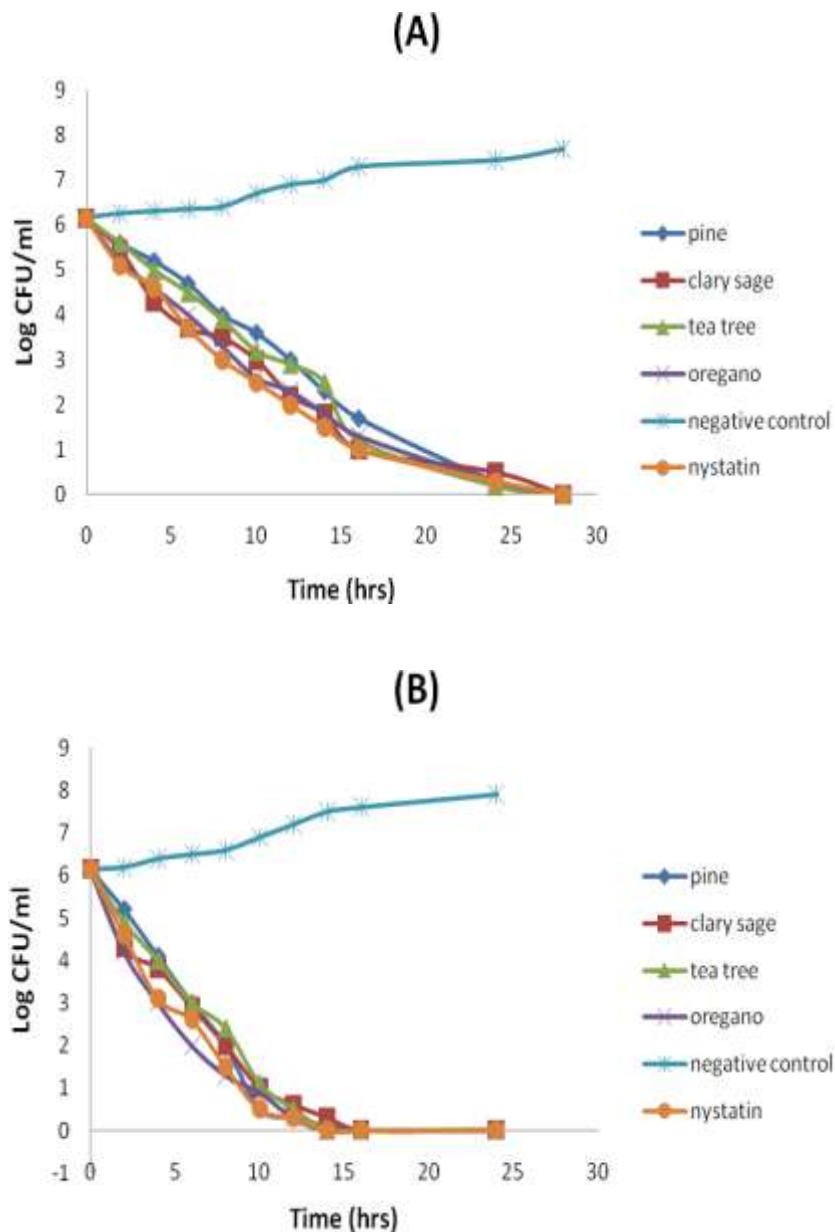 (A)
9
8
7
6
5
4
3
2
1
0
Log CFU/ml
0 5 10 15 20 25 30
Time (hrs)
pine
clary sage
tea tree
oregano
negative control
nystatin
(B)
9
8
7
6
5
4
3
2
1
0
-1
Log CFU/ml
0 5 10 15 20 25 30
Time (hrs)
pine
clary sage
tea tree
oregano
negative control
nystatin